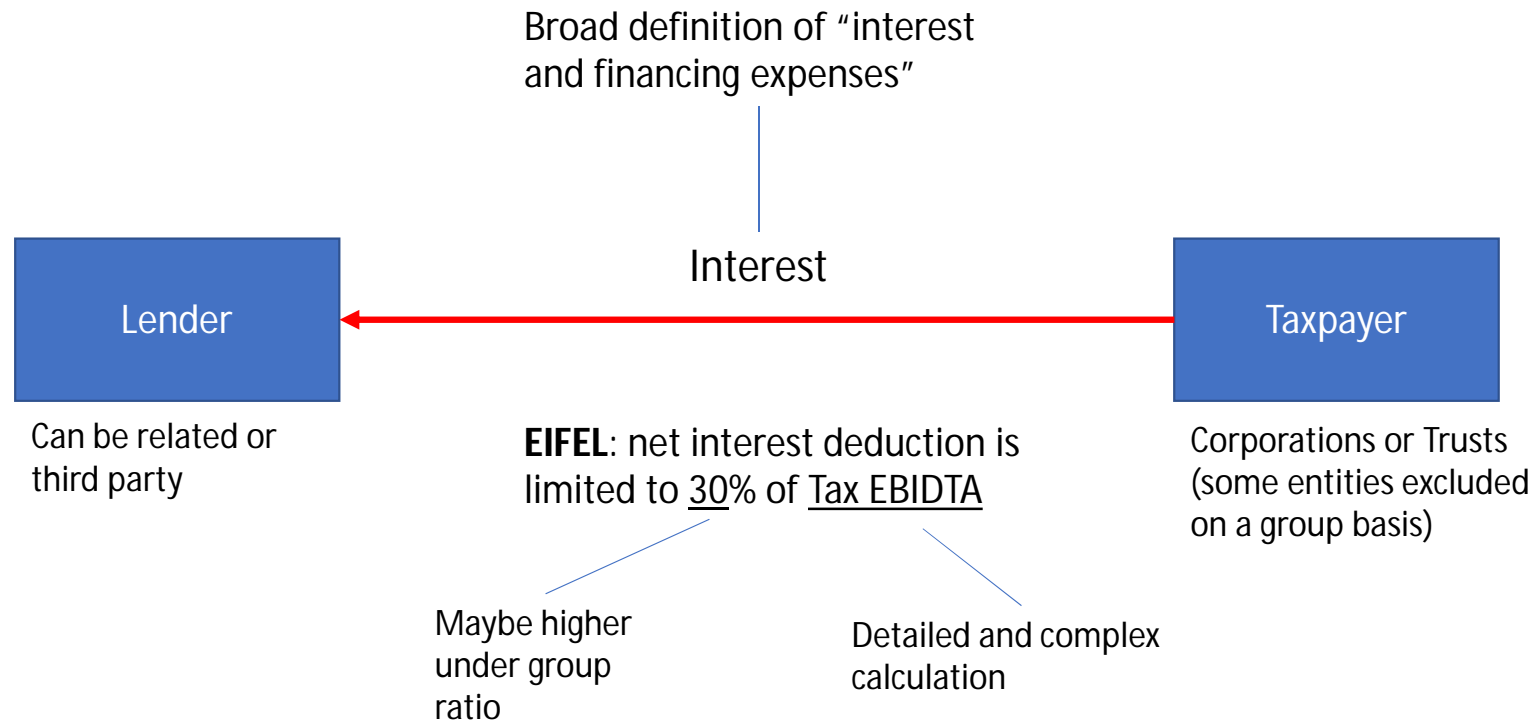 Broad definition of “interest
and financing expenses”
Interest
Lender
Taxpayer
Can be related or
third party
EIFEL: net interest deduction is
limited to 30% of Tax EBIDTA
Corporations or Trusts
(some entities excluded
on a group basis)
Maybe higher
under group
ratio
Detailed and complex
calculation